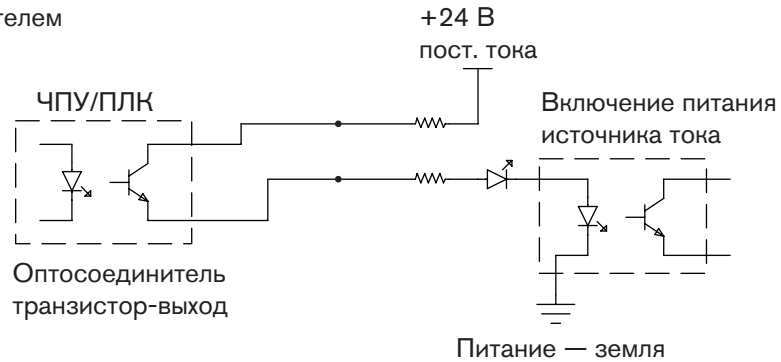 телем
+24 В
пост. тока
ЧПУ/ПЛК
Включение питания
источника тока
Оптосоединитель
транзистор-выход
Питание — земля